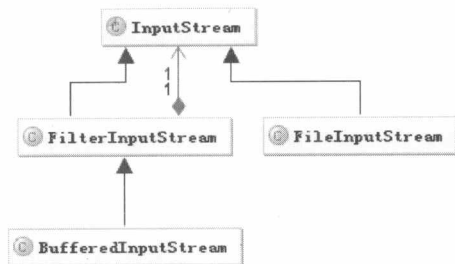 C InputStream
1
1
C FilterInputStream
C FileInputStream
C BufferedInputStream